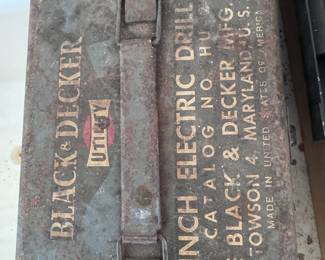 BLACK & DECKER
UTILITY
INCH ELECTRIC DRILL
CATALOG NO. HU
BLACK & DECKER MFG.
TOWSON 4, MARYLAND, U.S.
MADE IN UNITED STATES OF AMERICA